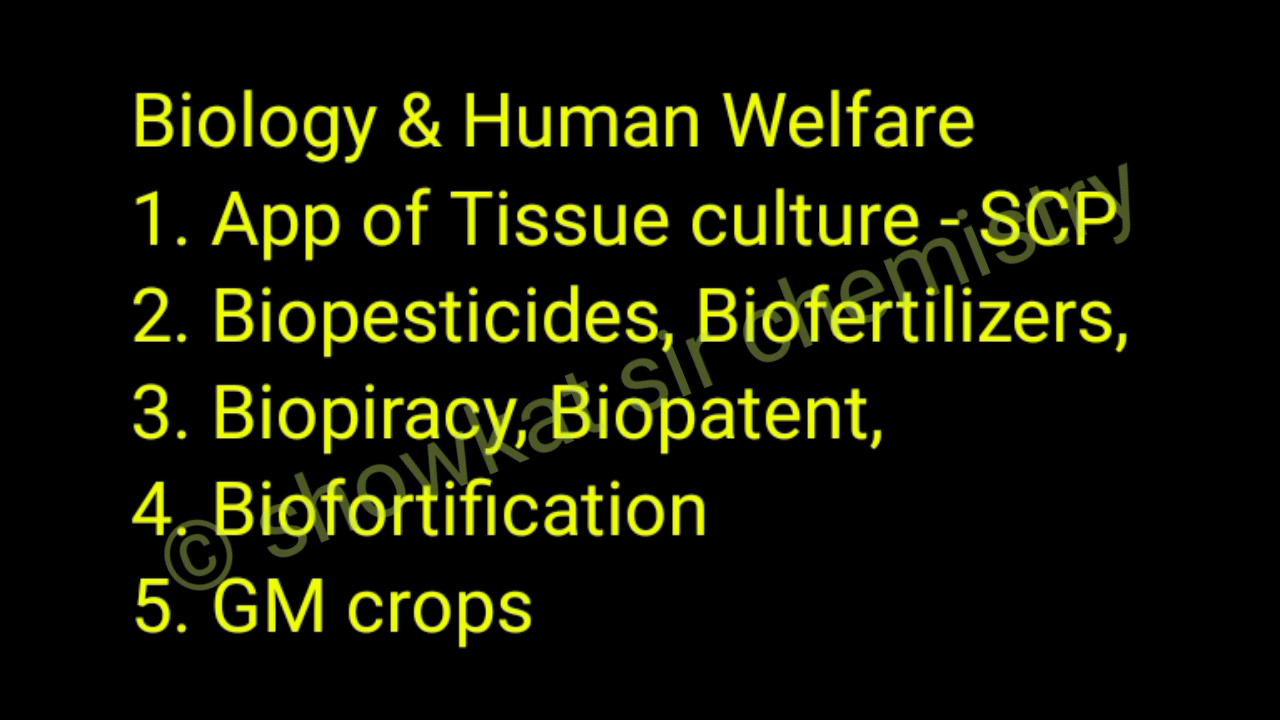 Biology & Human Welfare
1. App of Tissue culture - SCP
2. Biopesticides, Biofertilizers,
3. Biopiracy, Biopatent,
4. Biofortification
5. GM crops
© showkat sir chemistry